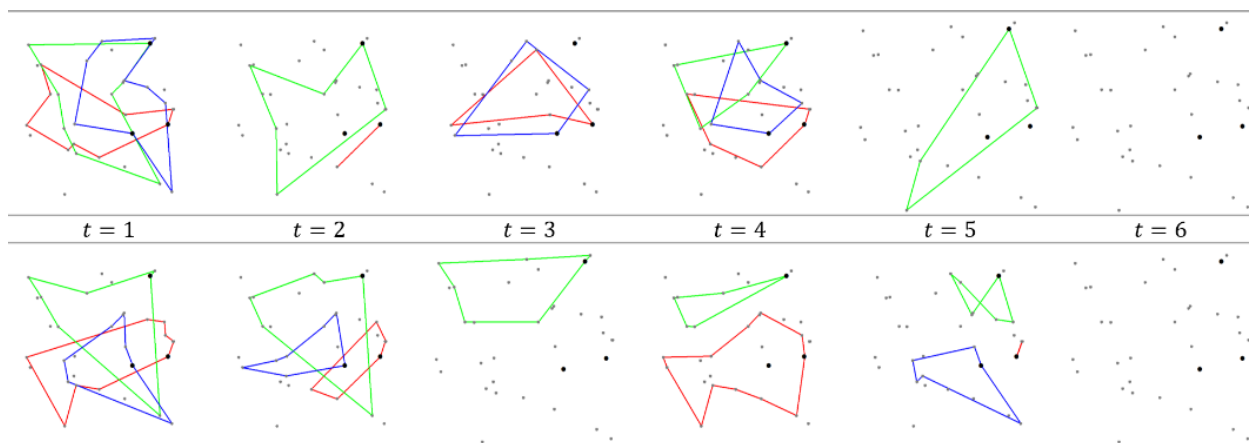 t = 1 t = 2 t = 3 t = 4 t = 5 t = 6